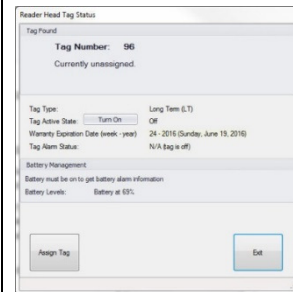 Reader Head Tag Status
Tag Found
Tag Number: 96
Currently unassigned.
Tag Type: Long Term (LT)
Tag Active State: Turn On Off
Warranty Expiration Date (week - year) 24 - 2016 (Sunday, June 19, 2016)
Tag Alarm Status: N/A (tag is off)
Battery Management
Battery must be on to get battery alarm information
Battery Levels: Battery at 69%.
Assign Tag Exit